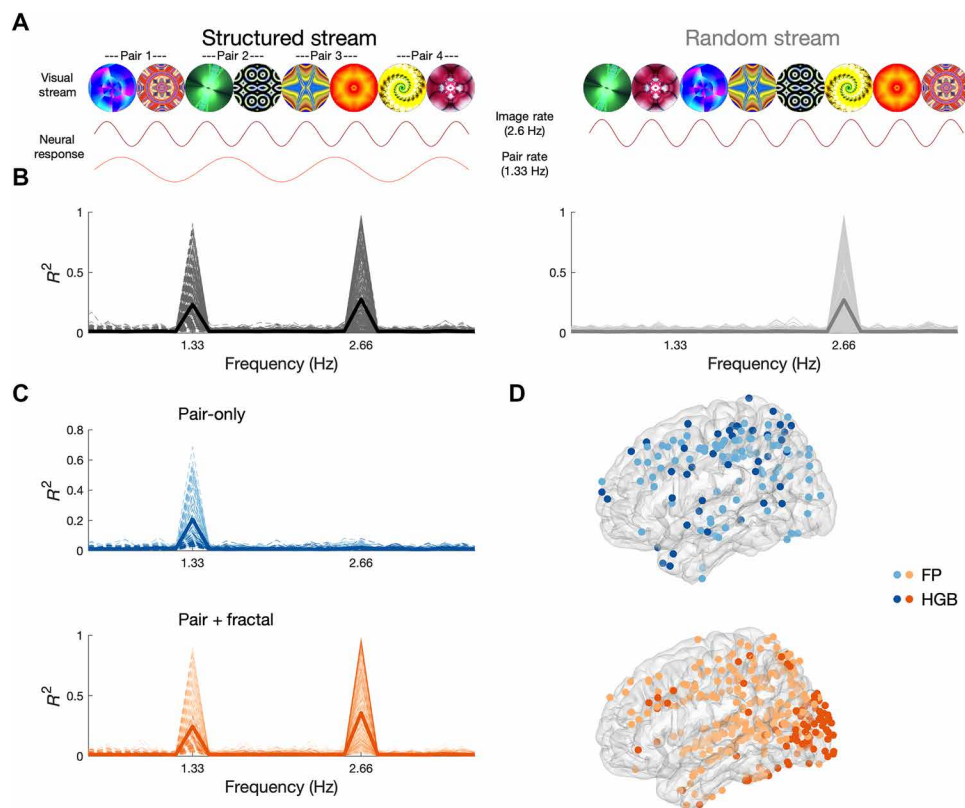 A
Structured stream
Random stream
--- Pair 1---
--- Pair 2---
--- Pair 3---
--- Pair 4---
Visual
stream
Neural
response
Image rate
(2.6 Hz)
Pair rate
(1.33 Hz)
B
1
0.5
0
R²
1.33
2.66
Frequency (Hz)
1
0.5
0
1.33
2.66
Frequency (Hz)
C
Pair-only
0.8
0.6
0.4
0.2
0
R²
1.33
2.66
Pair + fractal
1
0.5
0
R²
1.33
2.66
Frequency (Hz)
D
FP
HGB